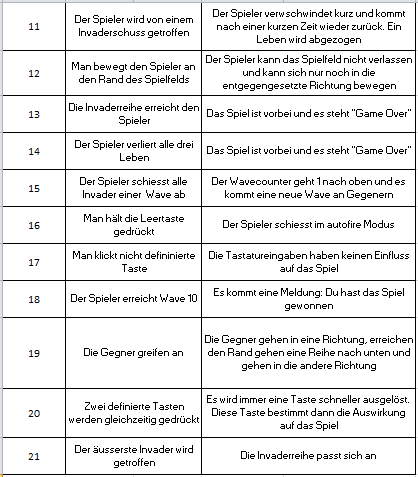 11
Der Spieler wird von einem
Invaderschuss getroffen
Der Spieler verwschwindet kurz und kommt
nach einer kurzen Zeit wieder zurück. Ein
Leben wird abgezogen
12
Man bewegt den Spieler an
den Rand des Spielfelds
Der Spieler kann das Spielfeld nicht verlassen
und kann sich nur noch in die
entgegengesetzte Richtung bewegen
13
Die Invaderreihe erreicht den
Spieler
Das Spiel ist vorbei und es steht "Game Over"
14
Der Spieler verliert alle drei
Leben
Das Spiel ist vorbei und es steht "Game Over"
15
Der Spieler schiesst alle
Invader einer Wave ab
Der Wavecounter geht 1 nach oben und es
kommt eine neue Wave an Gegenern
16
Man hält die Leertaste
gedrückt
Der Spieler schiesst im autofire Modus
17
Man klickt nicht defininierte
Taste
Die Tastatureingaben haben keinen Einfluss
auf das Spiel
18
Der Spieler erreicht Wave 10
Es kommt eine Meldung: Du hast das Spiel
gewonnen
19
Die Gegner greifen an
Die Gegner gehen in eine Richtung, erreichen
den Rand gehen eine Reihe nach unten und
gehen in die andere Richtung
20
Zwei definierte Tasten
werden gleichzeitig gedrückt
Es wird immer eine Taste schneller ausgelöst.
Diese Taste bestimmt dann die Auswirkung
auf das Spiel
21
Der äusserste Invader wird
getroffen
Die Invaderreihe passt sich an